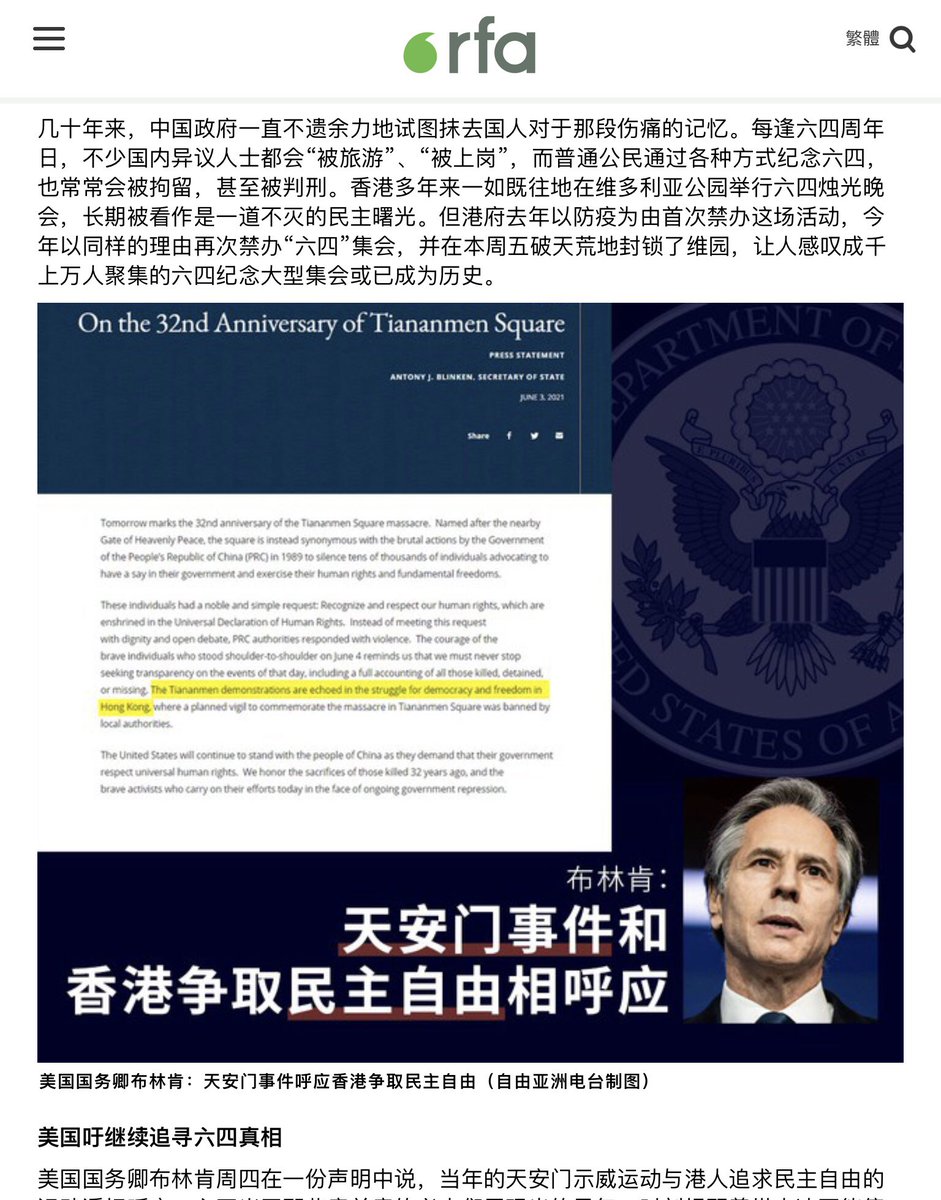 rfa
繁體
几十年来，中国政府一直不遗余力地试图抹去国人对于那段伤痛的记忆。每逢六四周年
日，不少国内异议人士都会“被旅游”、“被上岗”，而普通公民通过各种方式纪念六四，
也常常会被拘留，甚至被判刑。香港多年来一如既往地在维多利亚公园举行六四烛光晚
会，长期被看作是一道不灭的民主曙光。但港府去年以防疫为由首次禁办这场活动，今
年以同样的理由再次禁办“六四”集会，并在本周五破天荒地封锁了维园，让人感叹成千
上万人聚集的六四纪念大型集会或已成为历史。
On the 32nd Anniversary of Tiananmen Square
PRESS STATEMENT
ANTONY J. BLINKEN, SECRETARY OF STATE
JUNE 3, 2021
Share
Tomorrow marks the 32nd anniversary of the Tiananmen Square massacre. Named after the nearby
Gate of Heavenly Peace, the square is instead synonymous with the brutal actions by the Government
of the People's Republic of China (PRC) in 1989 to silence tens of thousands of individuals advocating to
have a say in their government and exercise their human rights and fundamental freedoms.
These individuals had a noble and simple request: Recognize and respect our human rights, which are
enshrined in the Universal Declaration of Human Rights. Instead of meeting this request
with dignity and open debate, PRC authorities responded with violence. The courage of the
brave individuals who stood shoulder-to-shoulder on June 4 reminds us that we must never stop
seeking transparency on the events of that day, including a full accounting of all those killed, detained,
or missing. The Tiananmen demonstrations are echoed in the struggle for democracy and freedom in
Hong Kong, where a planned vigil to commemorate the massacre in Tiananmen Square was banned by
local authorities.
The United States will continue to stand with the people of China as they demand that their government
respect universal human rights. We honor the sacrifices of those killed 32 years ago, and the
brave activists who carry on their efforts today in the face of ongoing government repression.
EPARTMENT OF
E PLURIBUS UNUM
ED STATES OF A
布林肯：
天安门事件和
香港争取民主自由相呼应
美国国务卿布林肯：天安门事件呼应香港争取民主自由（自由亚洲电台制图）
美国吁继续追寻六四真相
美国国务卿布林肯周四在一份声明中说，当年的天安门示威运动与港人追求民主自由的